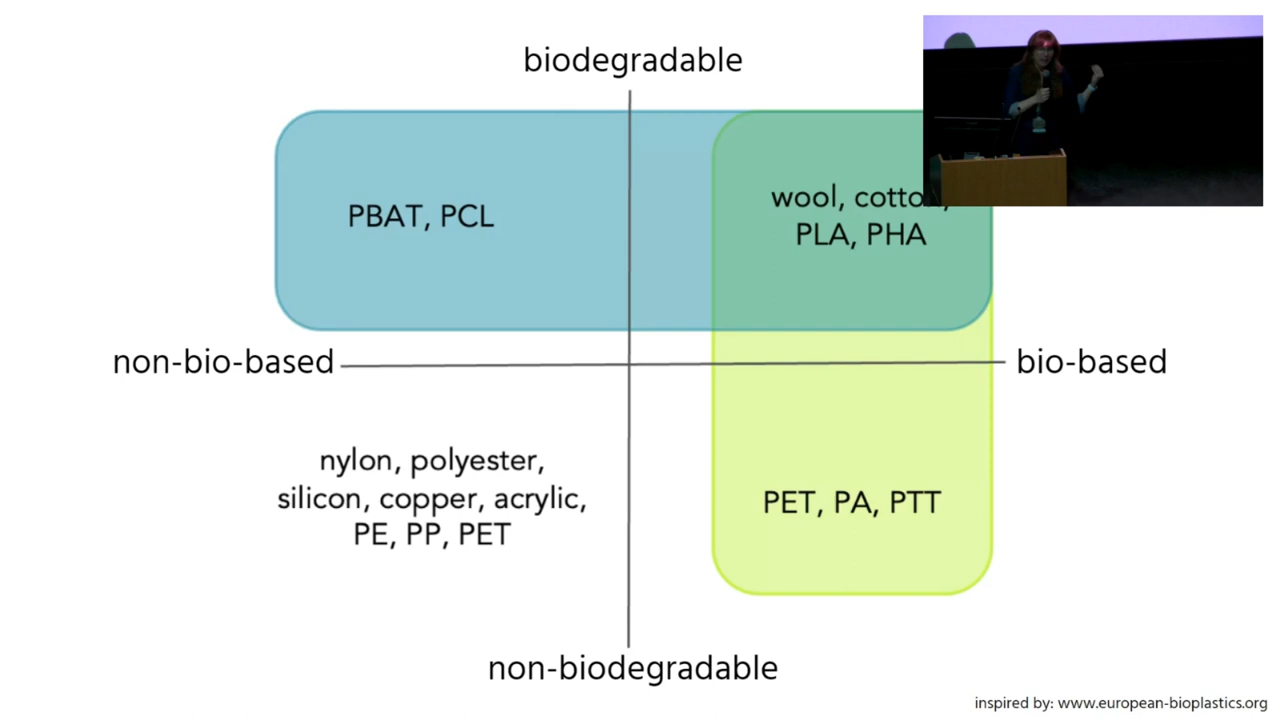 biodegradable
wool, cotton,
PBAT, PCL
PLA, PHA
non-bio-based
bio-based
nylon, polyester,
silicon, copper, acrylic,
PE, PP, PET
PET, PA, PTT
non-biodegradable
inspired by: www.european-bioplastics.org